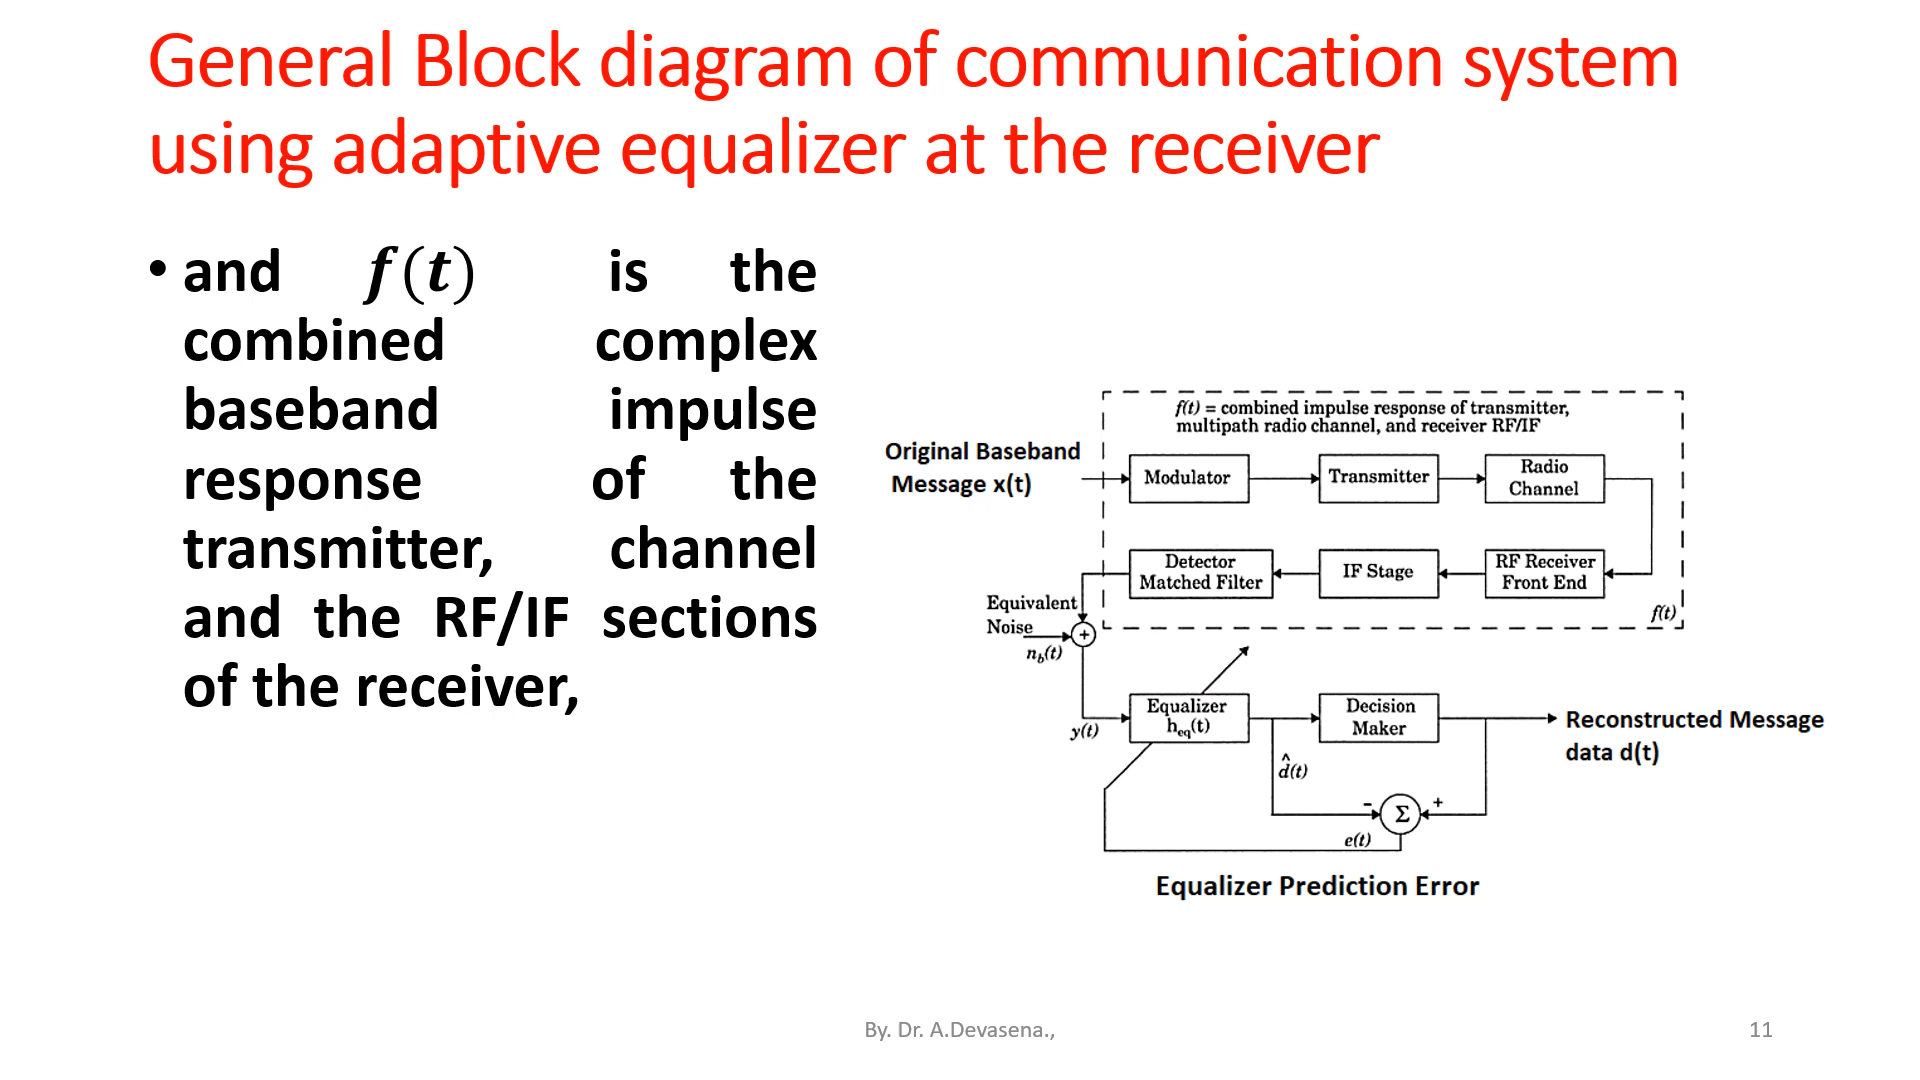 General Block diagram of communication system
using adaptive equalizer at the receiver
• and f(t) is the
combined complex
baseband impulse
response of the
transmitter, channel
and the RF/IF sections
of the receiver,
f(t) = combined impulse response of transmitter,
multipath radio channel, and receiver RF/IF
Original Baseband
Message x(t)
Modulator
Transmitter
Radio
Channel
Detector
Matched Filter
IF Stage
RF Receiver
Front End
f(t)
Equivalent
Noise
+
n_b(t)
y(t)
Equalizer
h_eq(t)
Decision
Maker
Reconstructed Message
data d(t)
^
d(t)
- Σ +
e(t)
Equalizer Prediction Error
By. Dr. A.Devasena.,
11